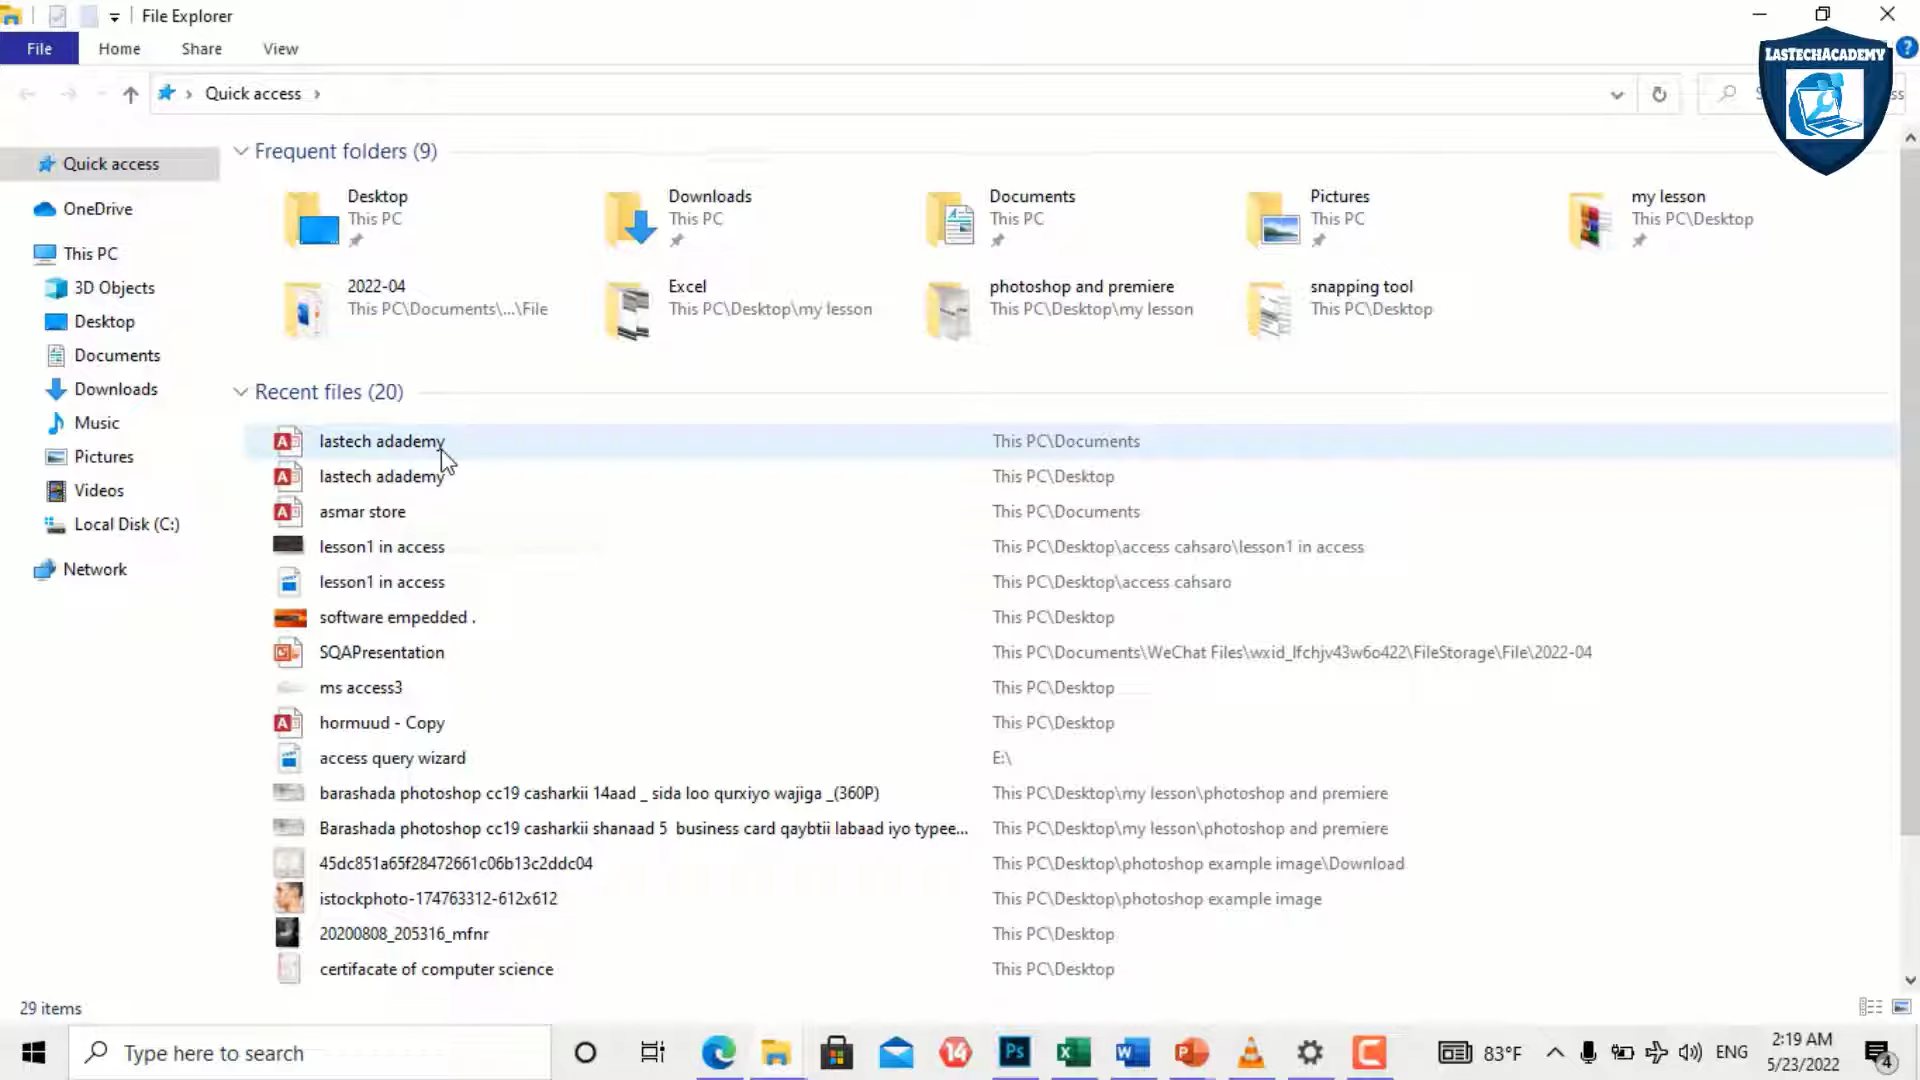 File Explorer
File Home Share View
Quick access
LASTECHACADEMY
Quick access
OneDrive
This PC
3D Objects
Desktop
Documents
Downloads
Music
Pictures
Videos
Local Disk (C:)
Network
Frequent folders (9)
Desktop
This PC
Downloads
This PC
Documents
This PC
Pictures
This PC
my lesson
This PC\Desktop
2022-04
This PC\Documents\...\File
Excel
This PC\Desktop\my lesson
photoshop and premiere
This PC\Desktop\my lesson
snapping tool
This PC\Desktop
Recent files (20)
lastech adademy This PC\Documents
lastech adademy This PC\Desktop
asmar store This PC\Documents
lesson1 in access This PC\Desktop\access cahsaro\lesson1 in access
lesson1 in access This PC\Desktop\access cahsaro
software empedded . This PC\Desktop
SQAPresentation This PC\Documents\WeChat Files\wxid_lfchjv43w6o422\FileStorage\File\2022-04
ms access3 This PC\Desktop
hormuud - Copy This PC\Desktop
access query wizard E:\
barashada photoshop cc19 casharkii 14aad _ sida loo qurxiyo wajiga _(360P) This PC\Desktop\my lesson\photoshop and premiere
Barashada photoshop cc19 casharkii shanaad 5 business card qaybtii labaad iyo typee... This PC\Desktop\my lesson\photoshop and premiere
45dc851a65f28472661c06b13c2ddc04 This PC\Desktop\photoshop example image\Download
istockphoto-174763312-612x612 This PC\Desktop\photoshop example image
20200808_205316_mfnr This PC\Desktop
certifacate of computer science This PC\Desktop
29 items
Type here to search
14
Ps
83°F
ENG
2:19 AM
5/23/2022
4